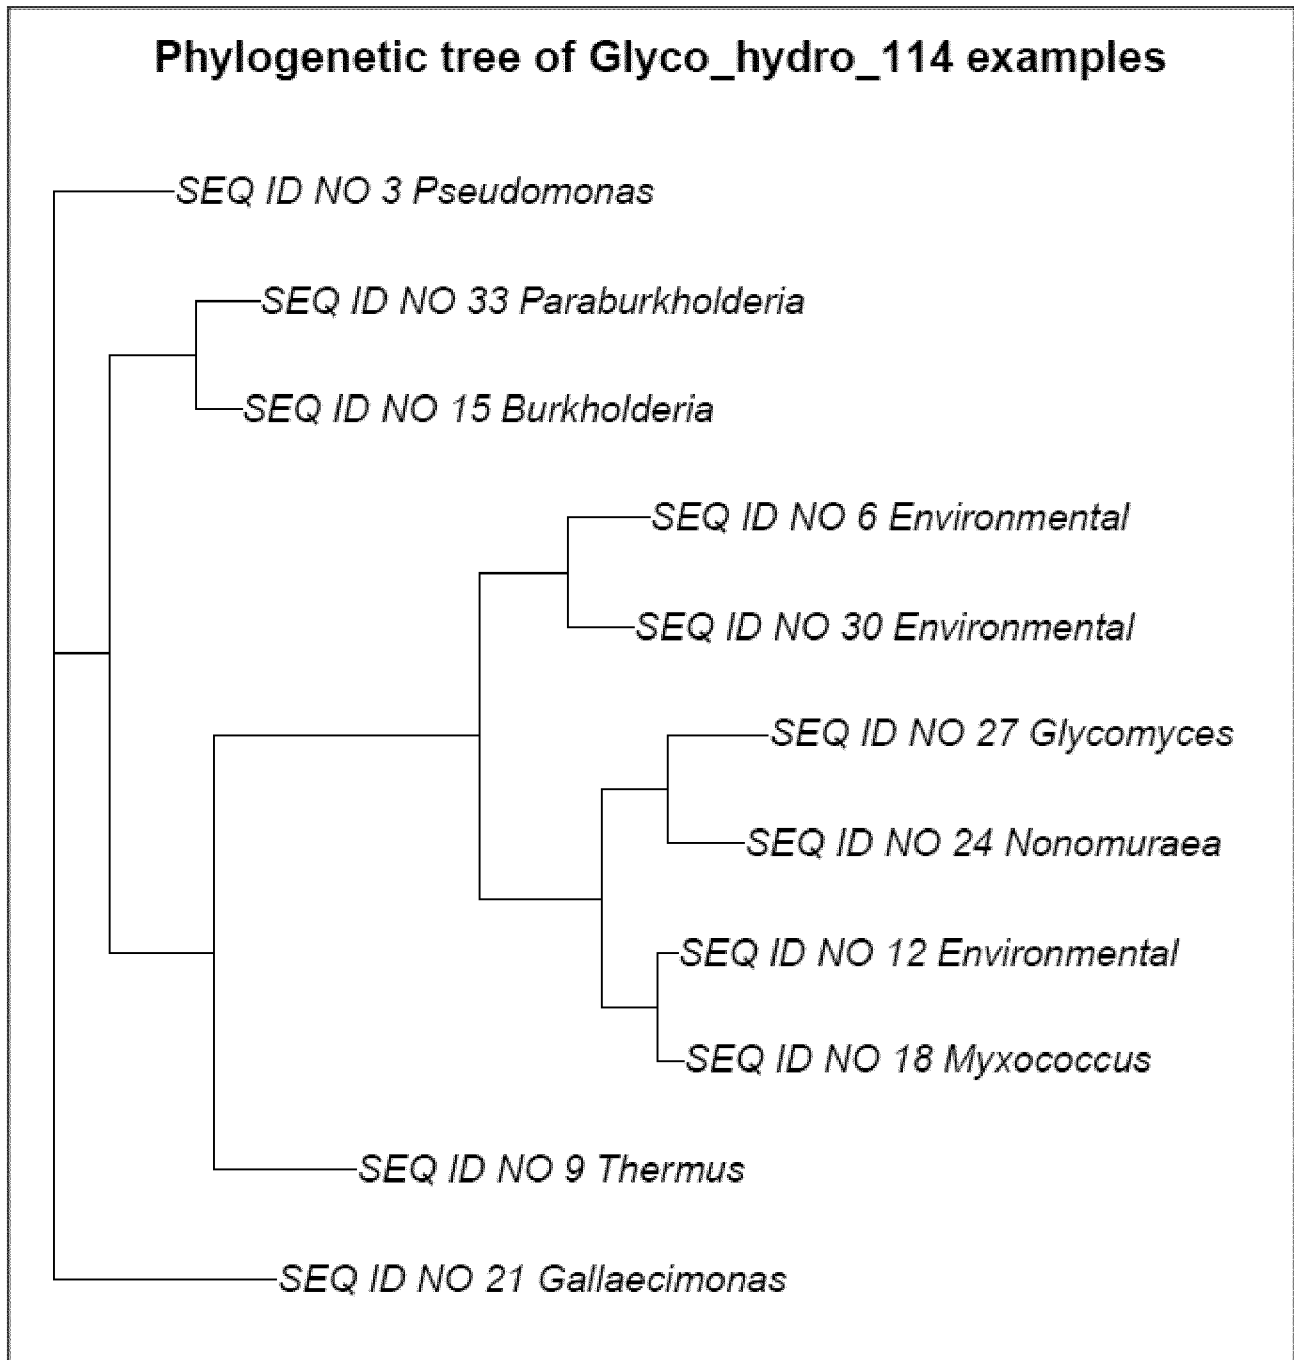 Phylogenetic tree of Glyco_hydro_114 examples
SEQ ID NO 3 Pseudomonas
SEQ ID NO 33 Paraburkholderia
SEQ ID NO 15 Burkholderia
SEQ ID NO 6 Environmental
SEQ ID NO 30 Environmental
SEQ ID NO 27 Glycomyces
SEQ ID NO 24 Nonomuraea
SEQ ID NO 12 Environmental
SEQ ID NO 18 Myxococcus
SEQ ID NO 9 Thermus
SEQ ID NO 21 Gallaecimonas